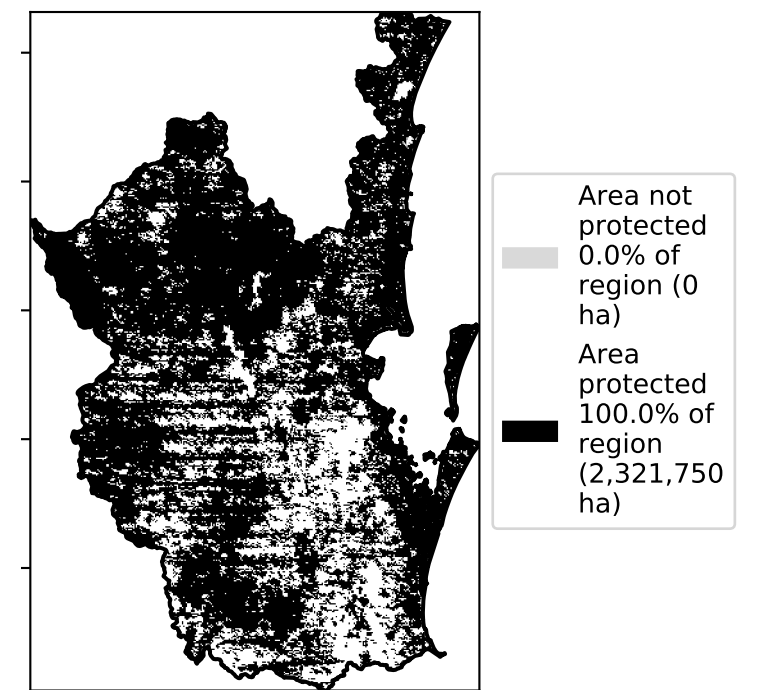 Area not
protected
0.0% of
region (0
ha)
Area
protected
100.0% of
region
(2,321,750
ha)